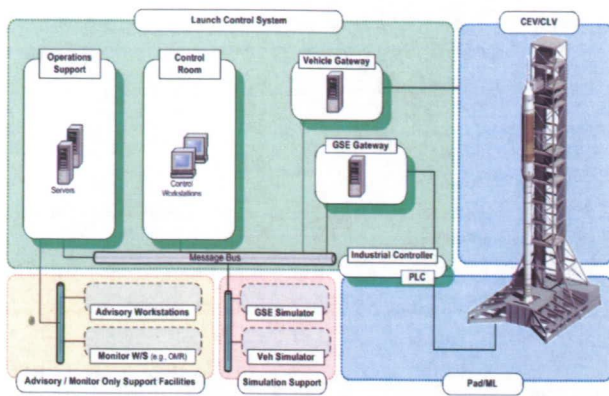 Launch Control System
CEV/CLV
Operations
Support
Control
Room
Vehicle Gateway
GSE Gateway
Servers
Control
Workstations
Message Bus
Industrial Controller
PLC
Advisory Workstations
Monitor W/S (e.g., OMR)
GSE Simulator
Veh Simulator
Advisory / Monitor Only Support Facilities
Simulation Support
Pad/ML